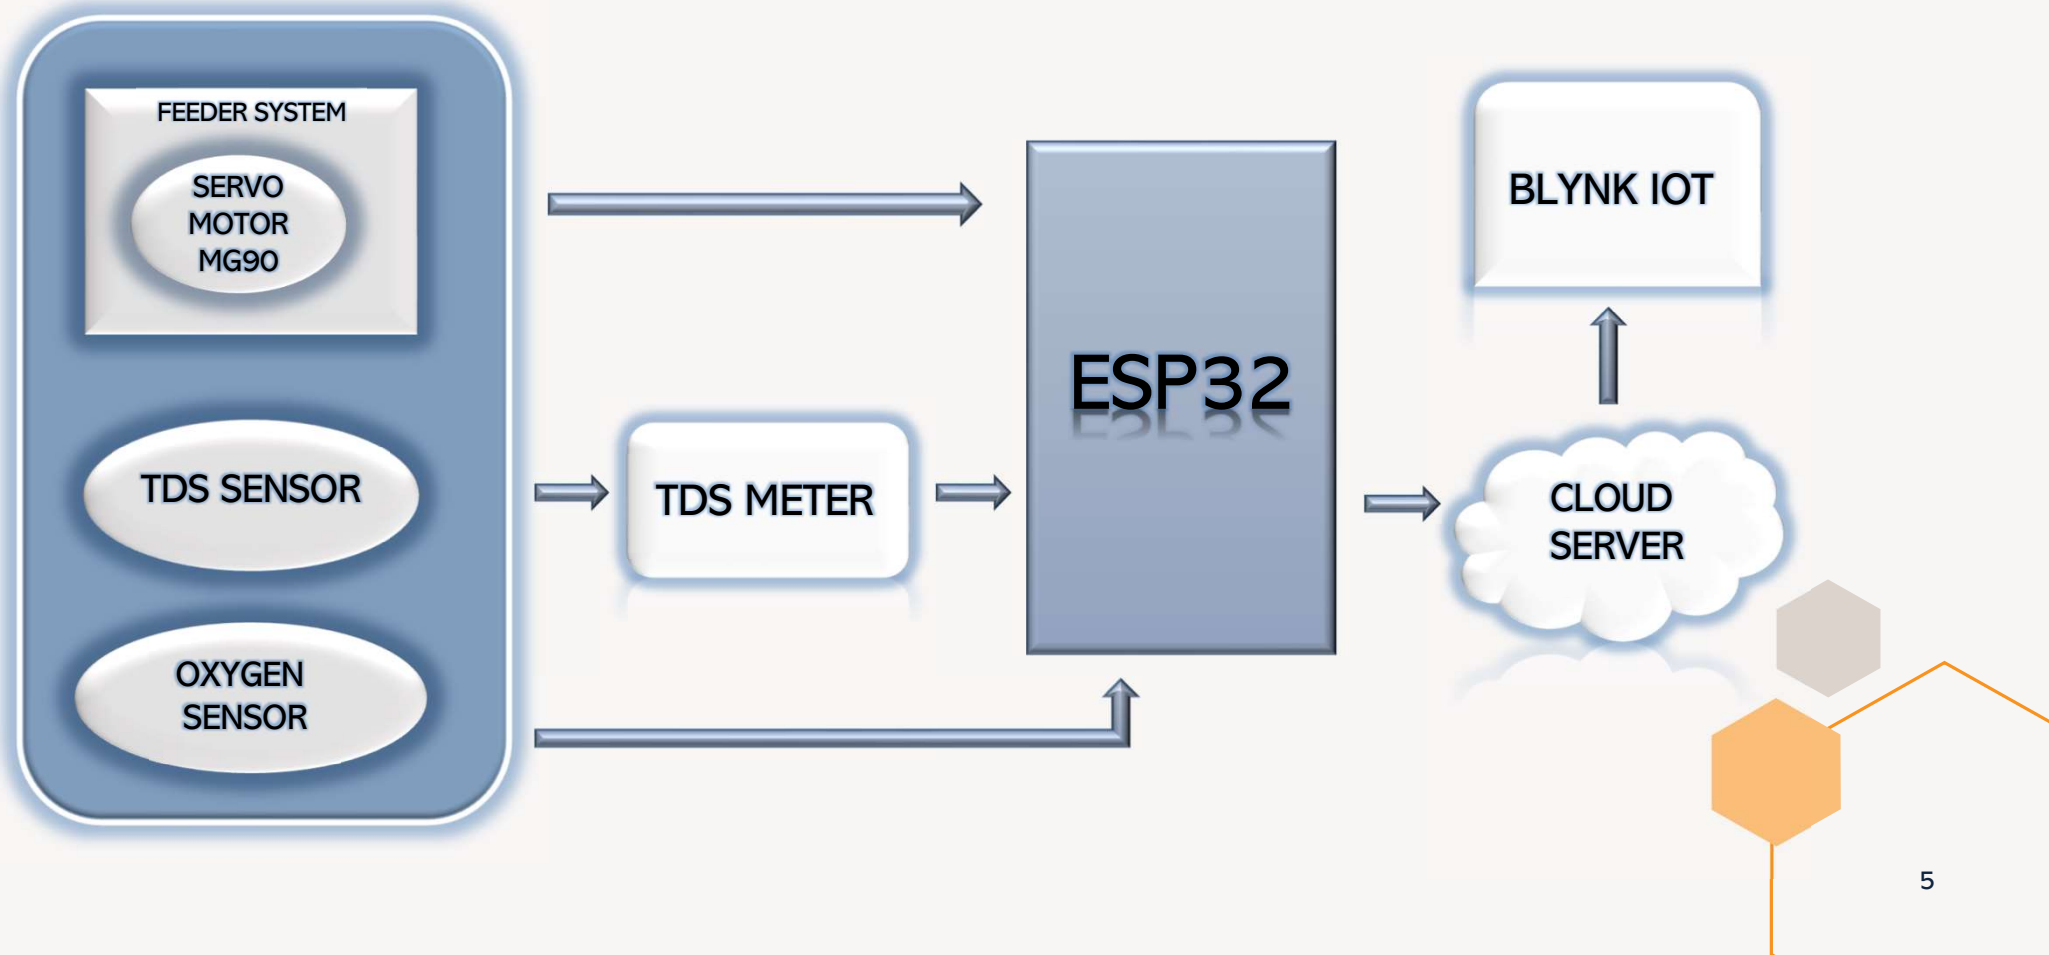 FEEDER SYSTEM
SERVO
MOTOR
MG90
TDS SENSOR
OXYGEN
SENSOR
TDS METER
ESP32
BLYNK IOT
CLOUD
SERVER
5